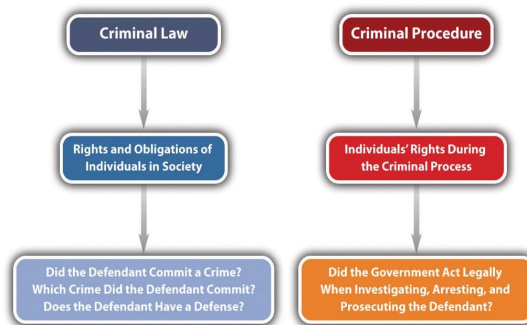 Criminal Law
Rights and Obligations of
Individuals in Society
Did the Defendant Commit a Crime?
Which Crime Did the Defendant Commit?
Does the Defendant Have a Defense?
Criminal Procedure
Individuals' Rights During
the Criminal Process
Did the Government Act Legally
When Investigating, Arresting, and
Prosecuting the Defendant?